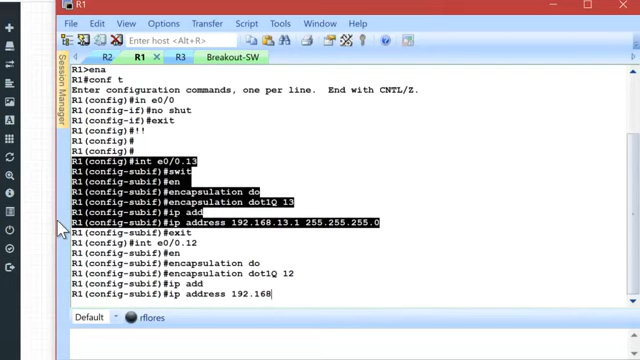 R1
File Edit View Options Transfer Script Tools Window Help
Enter host <Alt+R>
R2 R1 R3 Breakout-SW
Session Manager
R1>ena
R1#conf t
Enter configuration commands, one per line. End with CNTL/Z.
R1(config)#in e0/0
R1(config-if)#no shut
R1(config-if)#exit
R1(config)#!!
R1(config)#
R1(config)#
R1(config)#int e0/0.13
R1(config-subif)#swit
R1(config-subif)#en
R1(config-subif)#encapsulation do
R1(config-subif)#encapsulation dot1Q 13
R1(config-subif)#ip add
R1(config-subif)#ip address 192.168.13.1 255.255.255.0
R1(config-subif)#exit
R1(config)#int e0/0.12
R1(config-subif)#en
R1(config-subif)#encapsulation do
R1(config-subif)#encapsulation dot1Q 12
R1(config-subif)#ip add
R1(config-subif)#ip address 192.168
Default rflores